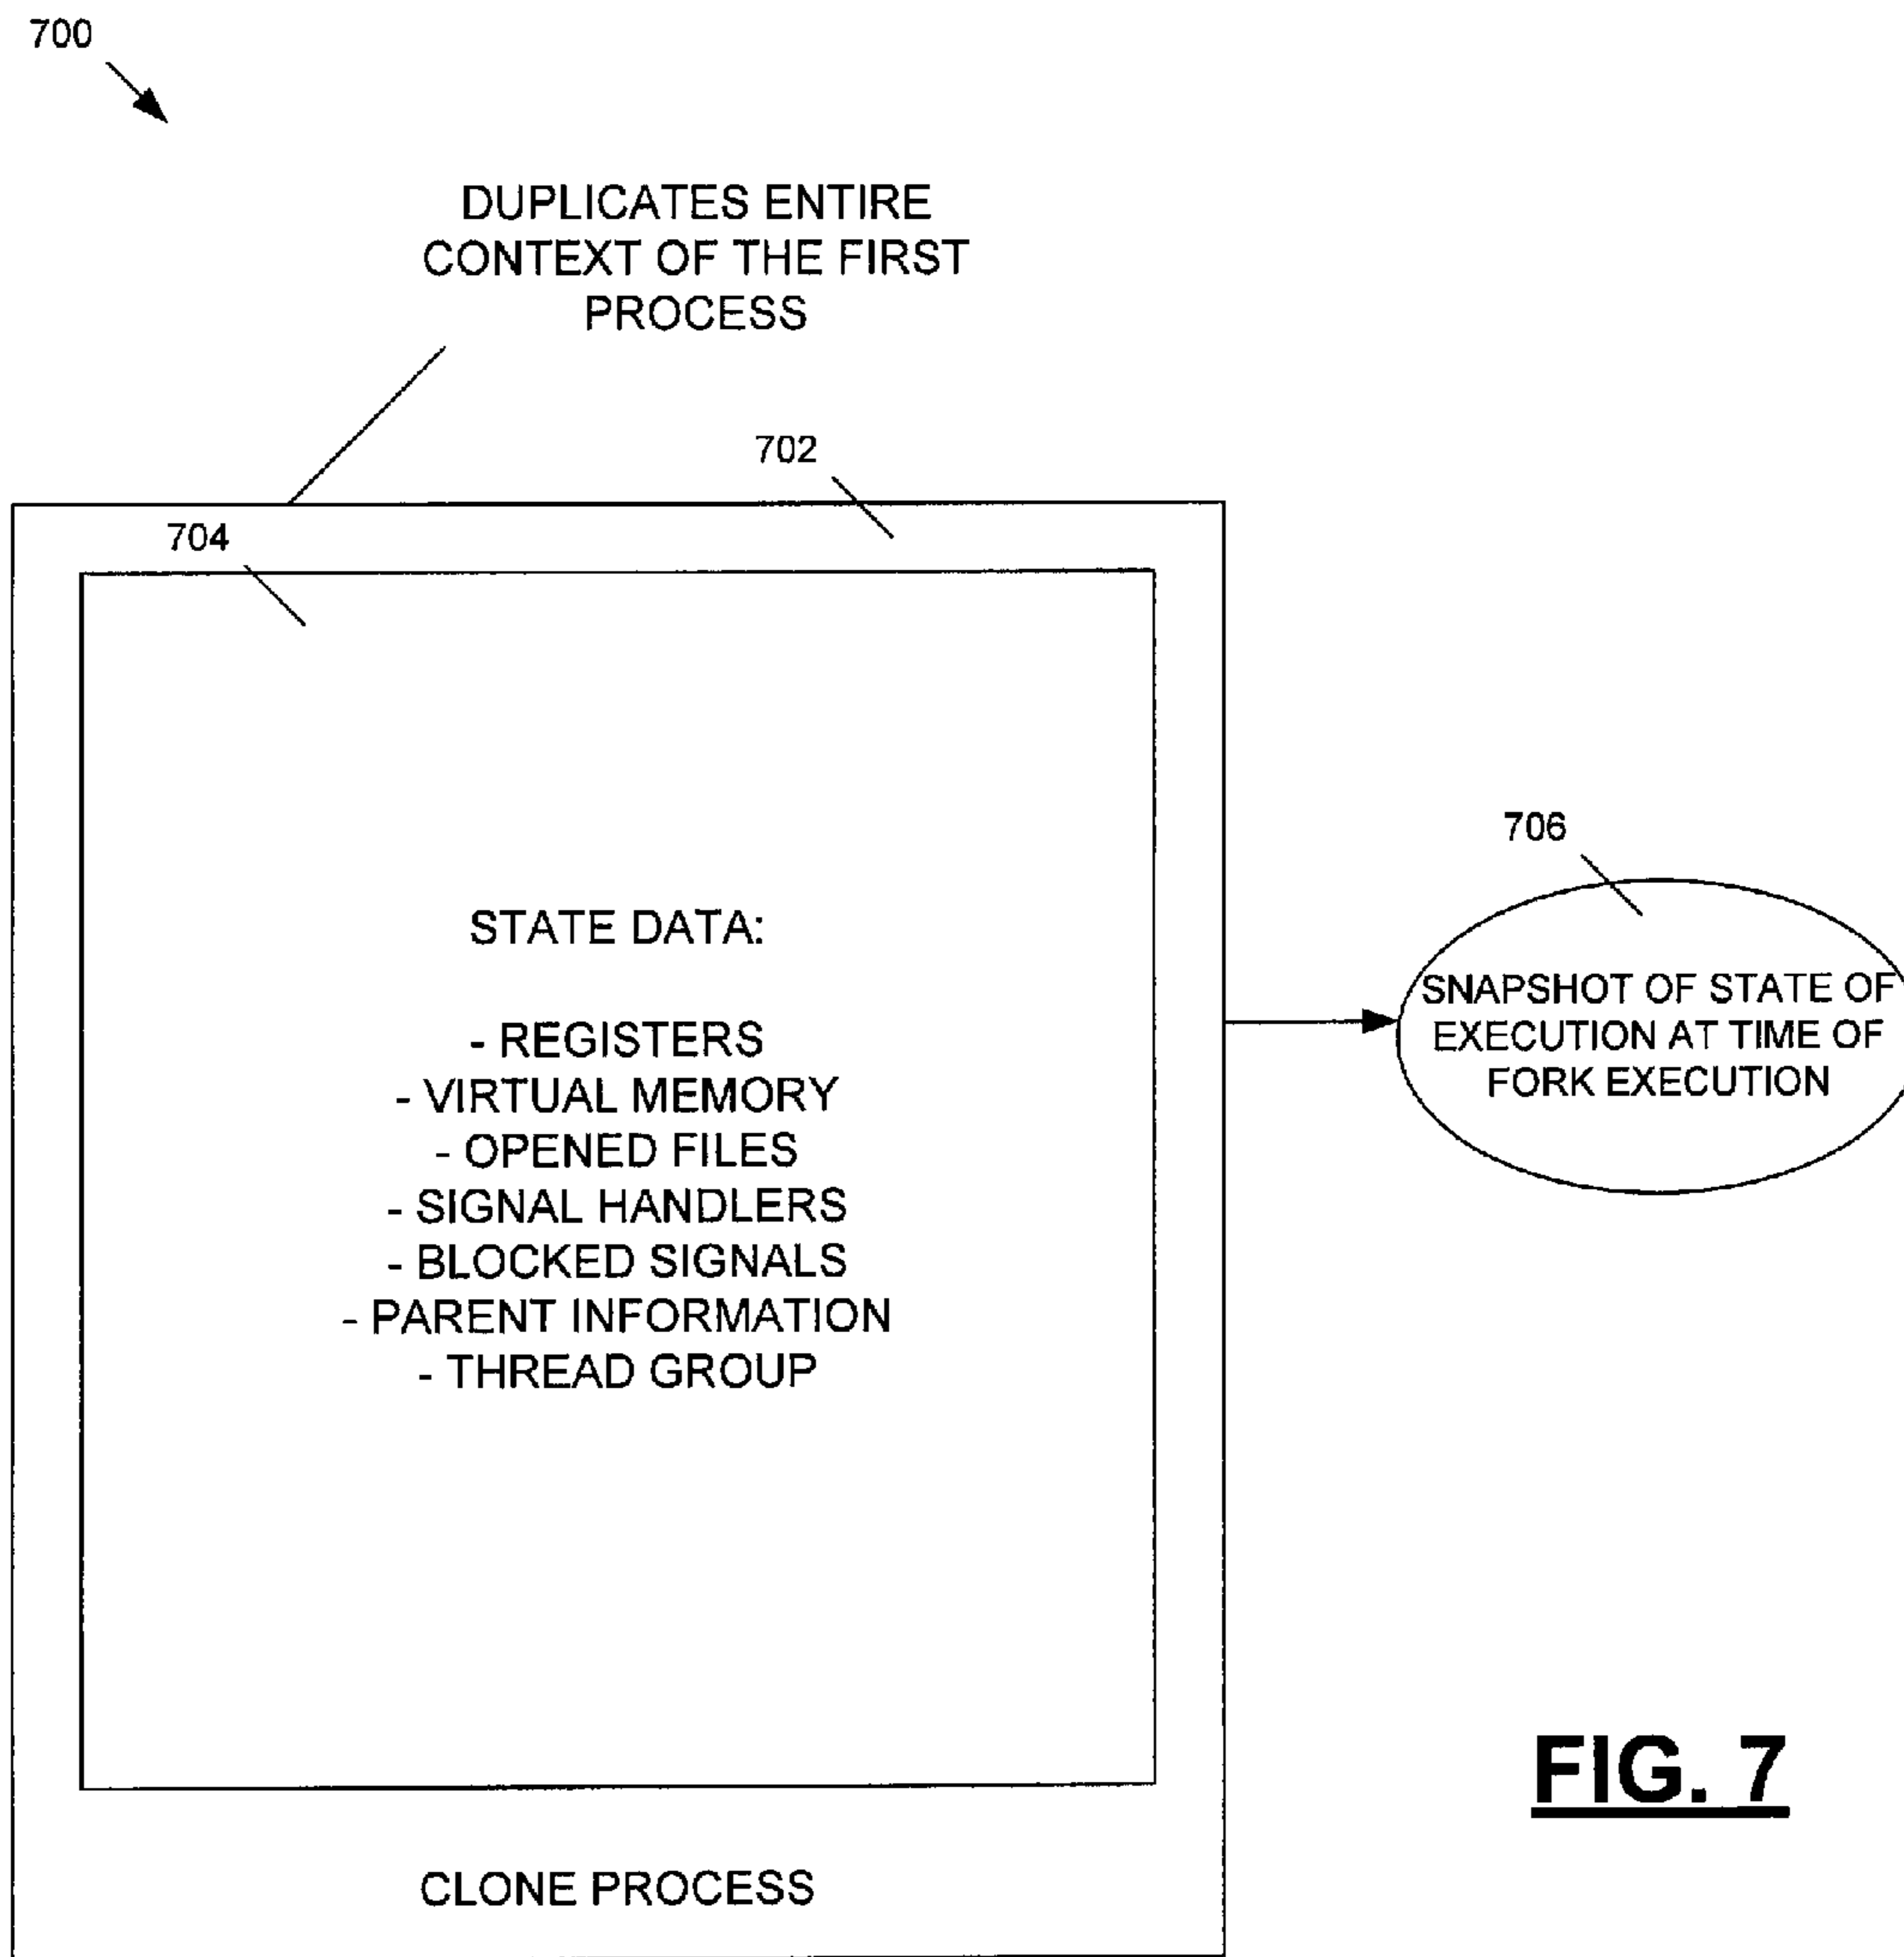 700
DUPLICATES ENTIRE
CONTEXT OF THE FIRST
PROCESS
702
704
STATE DATA:
- REGISTERS
- VIRTUAL MEMORY
- OPENED FILES
- SIGNAL HANDLERS
- BLOCKED SIGNALS
- PARENT INFORMATION
- THREAD GROUP
CLONE PROCESS
706
SNAPSHOT OF STATE OF
EXECUTION AT TIME OF
FORK EXECUTION
FIG. 7